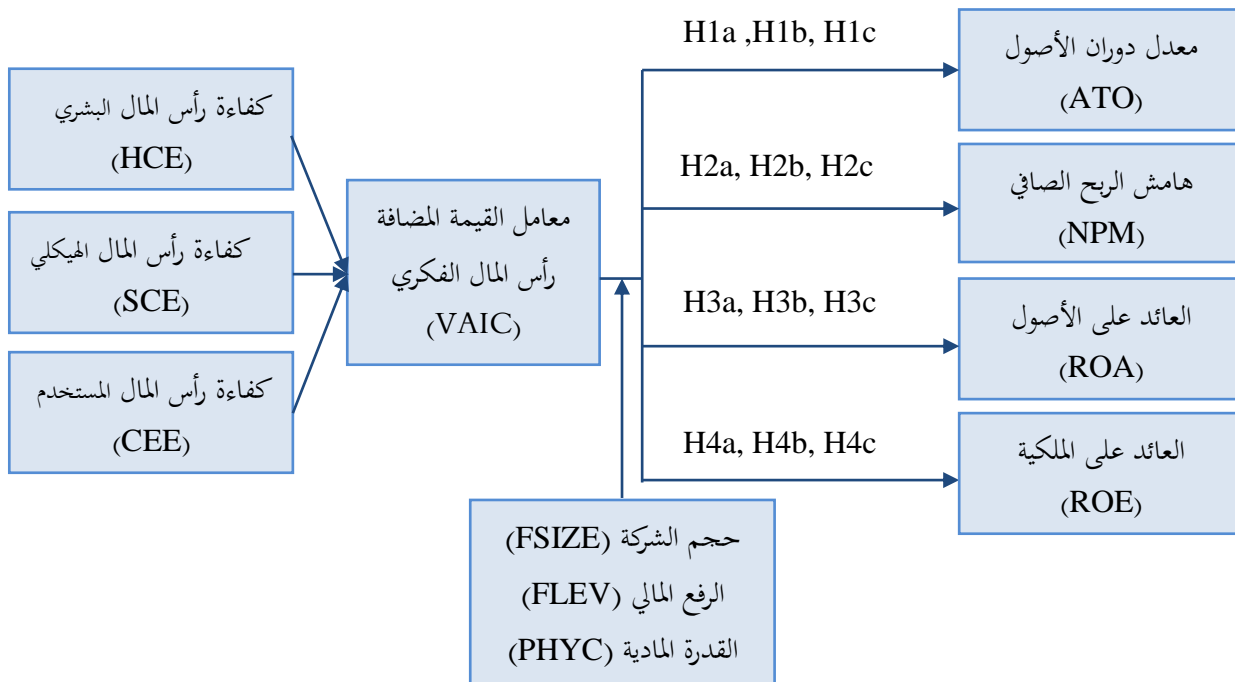 كفاءة رأس المال البشري
(HCE)
كفاءة رأس المال الهيكلي
(SCE)
كفاءة رأس المال المستخدم
(CEE)
معامل القيمة المضافة
رأس المال الفكري
(VAIC)
H1a ,H1b, H1c
H2a, H2b, H2c
H3a, H3b, H3c
H4a, H4b, H4c
معدل دوران الأصول
(ATO)
هامش الربح الصافي
(NPM)
العائد على الأصول
(ROA)
العائد على الملكية
(ROE)
حجم الشركة (FSIZE)
الرفع المالي (FLEV)
القدرة المادية (PHYC)